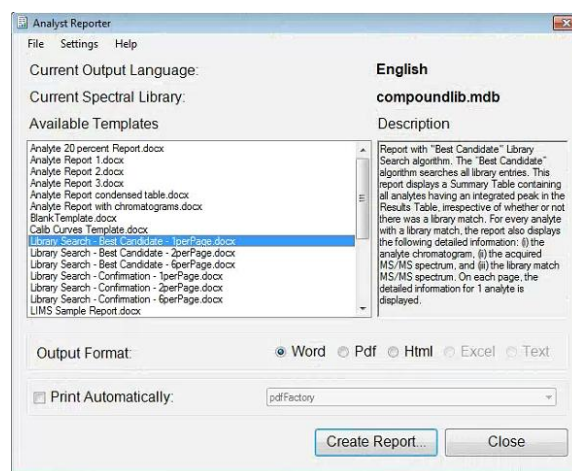 Analyst Reporter
File Settings Help
Current Output Language: English
Current Spectral Library: compoundlib.mdb
Available Templates Description
Analyte 20 percent Report.docx
Analyte Report 1.docx
Analyte Report 2.docx
Analyte Report 3.docx
Analyte Report condensed table.docx
Analyte Report with chromatograms.docx
BlankTemplate.docx
Calib Curves Template.docx
Library Search - Best Candidate - 1perPage.docx
Library Search - Best Candidate - 2perPage.docx
Library Search - Best Candidate - 6perPage.docx
Library Search - Confirmation - 1perPage.docx
Library Search - Confirmation - 2perPage.docx
Library Search - Confirmation - 6perPage.docx
LIMS Sample Report.docx
Report with "Best Candidate" Library
Search algorithm. The "Best Candidate"
algorithm searches all library entries. This
report displays a Summary Table containing
all analytes having an integrated peak in the
Results Table, irrespective of whether or not
there was a library match. For every analyte
with a library match, the report also displays
the following detailed information: (i) the
analyte chromatogram, (ii) the acquired
MS/MS spectrum, and (iii) the library match
MS/MS spectrum. On each page, the
detailed information for 1 analyte is
displayed.
Output Format: Word Pdf Html Excel Text
Print Automatically: pdfFactory
Create Report... Close